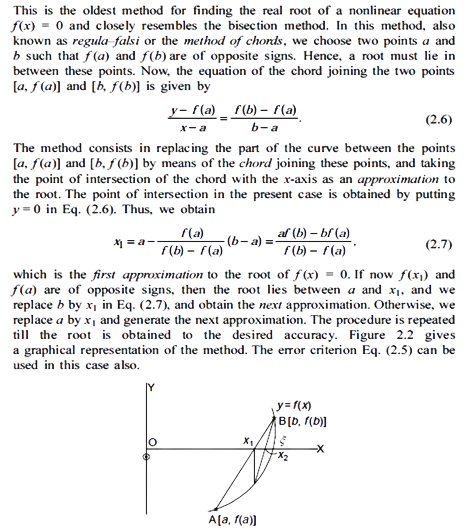 This is the oldest method for finding the real root of a nonlinear equation
f(x) = 0 and closely resembles the bisection method. In this method, also
known as regula-falsi or the method of chords, we choose two points a and
b such that f(a) and f(b) are of opposite signs. Hence, a root must lie in
between these points. Now, the equation of the chord joining the two points
[a, f(a)] and [b, f(b)] is given by
y – f(a) / x – a = f(b) – f(a) / b – a . (2.6)
The method consists in replacing the part of the curve between the points
[a, f(a)] and [b, f(b)] by means of the chord joining these points, and taking
the point of intersection of the chord with the x-axis as an approximation to
the root. The point of intersection in the present case is obtained by putting
y = 0 in Eq. (2.6). Thus, we obtain
x₁ = a – f(a) / f(b) – f(a) (b – a) = af(b) – bf(a) / f(b) – f(a) , (2.7)
which is the first approximation to the root of f(x) = 0. If now f(x₁) and
f(a) are of opposite signs, then the root lies between a and x₁, and we
replace b by x₁ in Eq. (2.7), and obtain the next approximation. Otherwise, we
replace a by x₁ and generate the next approximation. The procedure is repeated
till the root is obtained to the desired accuracy. Figure 2.2 gives
a graphical representation of the method. The error criterion Eq. (2.5) can be
used in this case also.
Y
y = f(x)
B [b, f(b)]
O
x₁
x₂
X
A [a, f(a)]